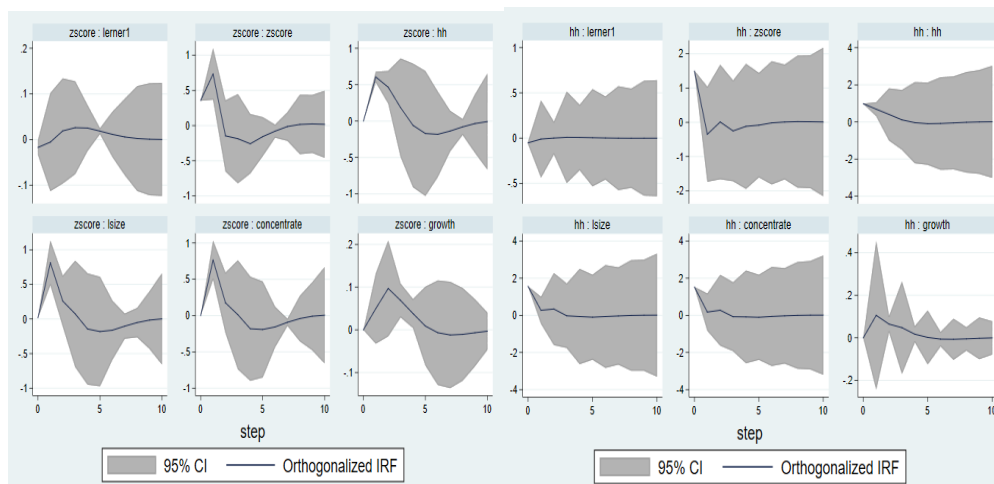 zscore : lerner1
zscore : zscore
zscore : hh
.2
.1
0
-.1
1
.5
0
-.5
-1
1
.5
0
-.5
-1
zscore : lsize
zscore : concentrate
zscore : growth
1
.5
0
-.5
-1
1
.5
0
-.5
-1
.2
.1
0
-.1
0 5 10
0 5 10
0 5 10
step
95% CI Orthogonalized IRF
hh : lerner1
hh : zscore
hh : hh
1
.5
0
-.5
2
1
0
-1
-2
4
2
0
-2
-4
hh : lsize
hh : concentrate
hh : growth
4
2
0
-2
-4
4
2
0
-2
-4
.4
.2
0
-.2
0 5 10
0 5 10
0 5 10
step
95% CI Orthogonalized IRF